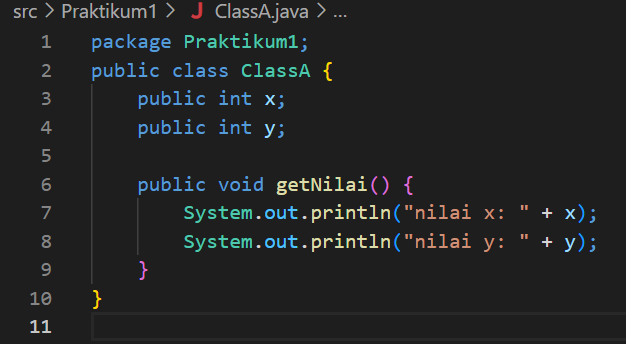 src > Praktikum1 > J ClassA.java > ...
1 package Praktikum1;
2 public class ClassA {
3     public int x;
4     public int y;
5
6     public void getNilai() {
7         System.out.println("nilai x: " + x);
8         System.out.println("nilai y: " + y);
9     }
10 }
11